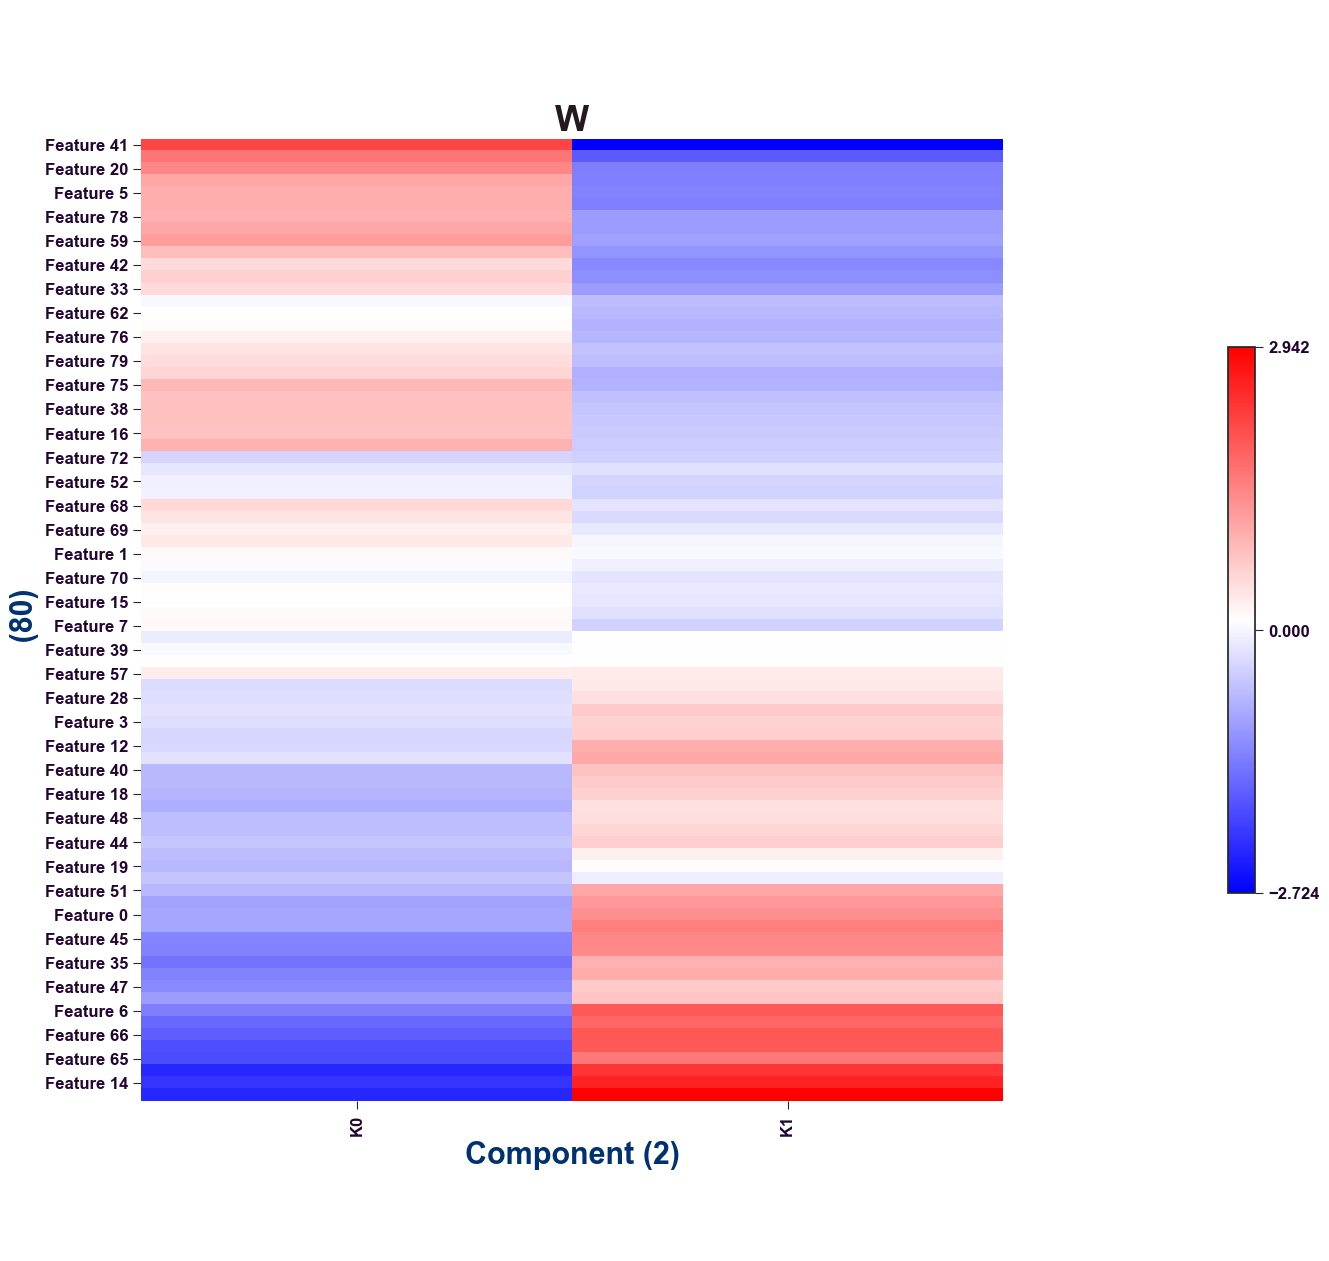 W
Feature 41
Feature 20
Feature 5
Feature 78
Feature 59
Feature 42
Feature 33
Feature 62
Feature 76
Feature 79
Feature 75
Feature 38
Feature 16
Feature 72
Feature 52
Feature 68
Feature 69
Feature 1
Feature 70
Feature 15
Feature 7
Feature 39
Feature 57
Feature 28
Feature 3
Feature 12
Feature 40
Feature 18
Feature 48
Feature 44
Feature 19
Feature 51
Feature 0
Feature 45
Feature 35
Feature 47
Feature 6
Feature 66
Feature 65
Feature 14
(80)
K0
K1
Component (2)
2.942
0.000
−2.724